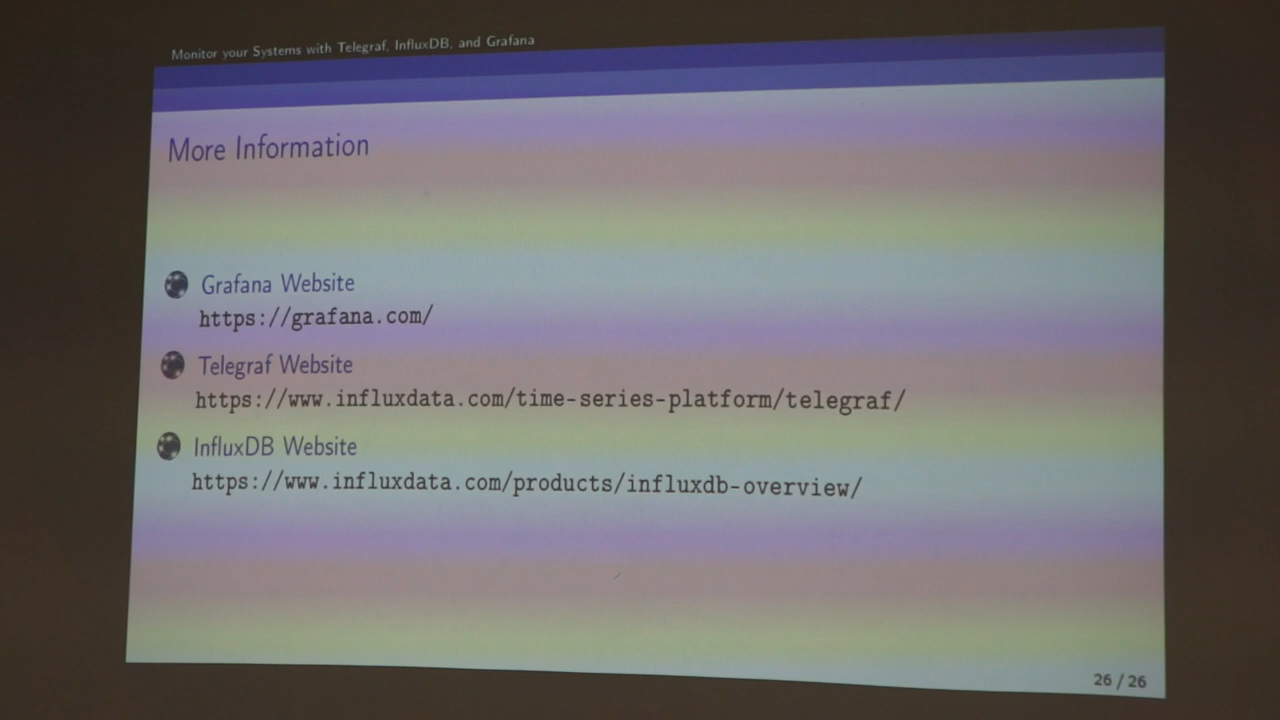 Monitor your Systems with Telegraf, InfluxDB, and Grafana
More Information
Grafana Website
https://grafana.com/
Telegraf Website
https://www.influxdata.com/time-series-platform/telegraf/
InfluxDB Website
https://www.influxdata.com/products/influxdb-overview/
26 / 26